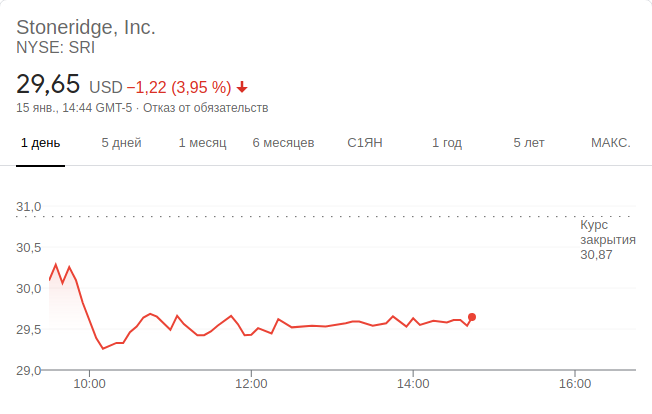 Stoneridge, Inc.
NYSE: SRI
29,65 USD −1,22 (3,95 %)
15 янв., 14:44 GMT-5 · Отказ от обязательств
1 день 5 дней 1 месяц 6 месяцев С1ЯН 1 год 5 лет МАКС.
31,0
Курс
закрытия
30,87
30,5
30,0
29,5
29,0
10:00 12:00 14:00 16:00